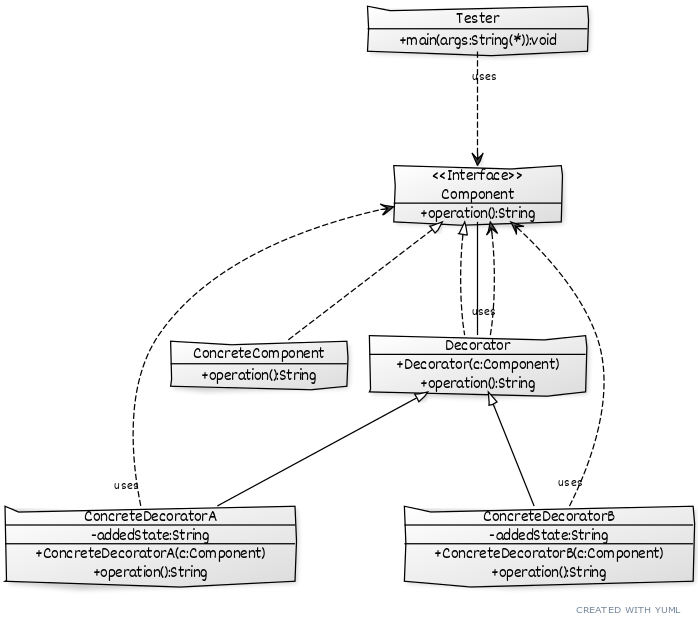 Tester
+main(args:String(*)):void
uses
<<Interface>>
Component
+operation():String
uses
ConcreteComponent
+operation():String
Decorator
+Decorator(c:Component)
+operation():String
uses
uses
ConcreteDecoratorA
-addedState:String
+ConcreteDecoratorA(c:Component)
+operation():String
ConcreteDecoratorB
-addedState:String
+ConcreteDecoratorB(c:Component)
+operation():String
CREATED WITH YUML